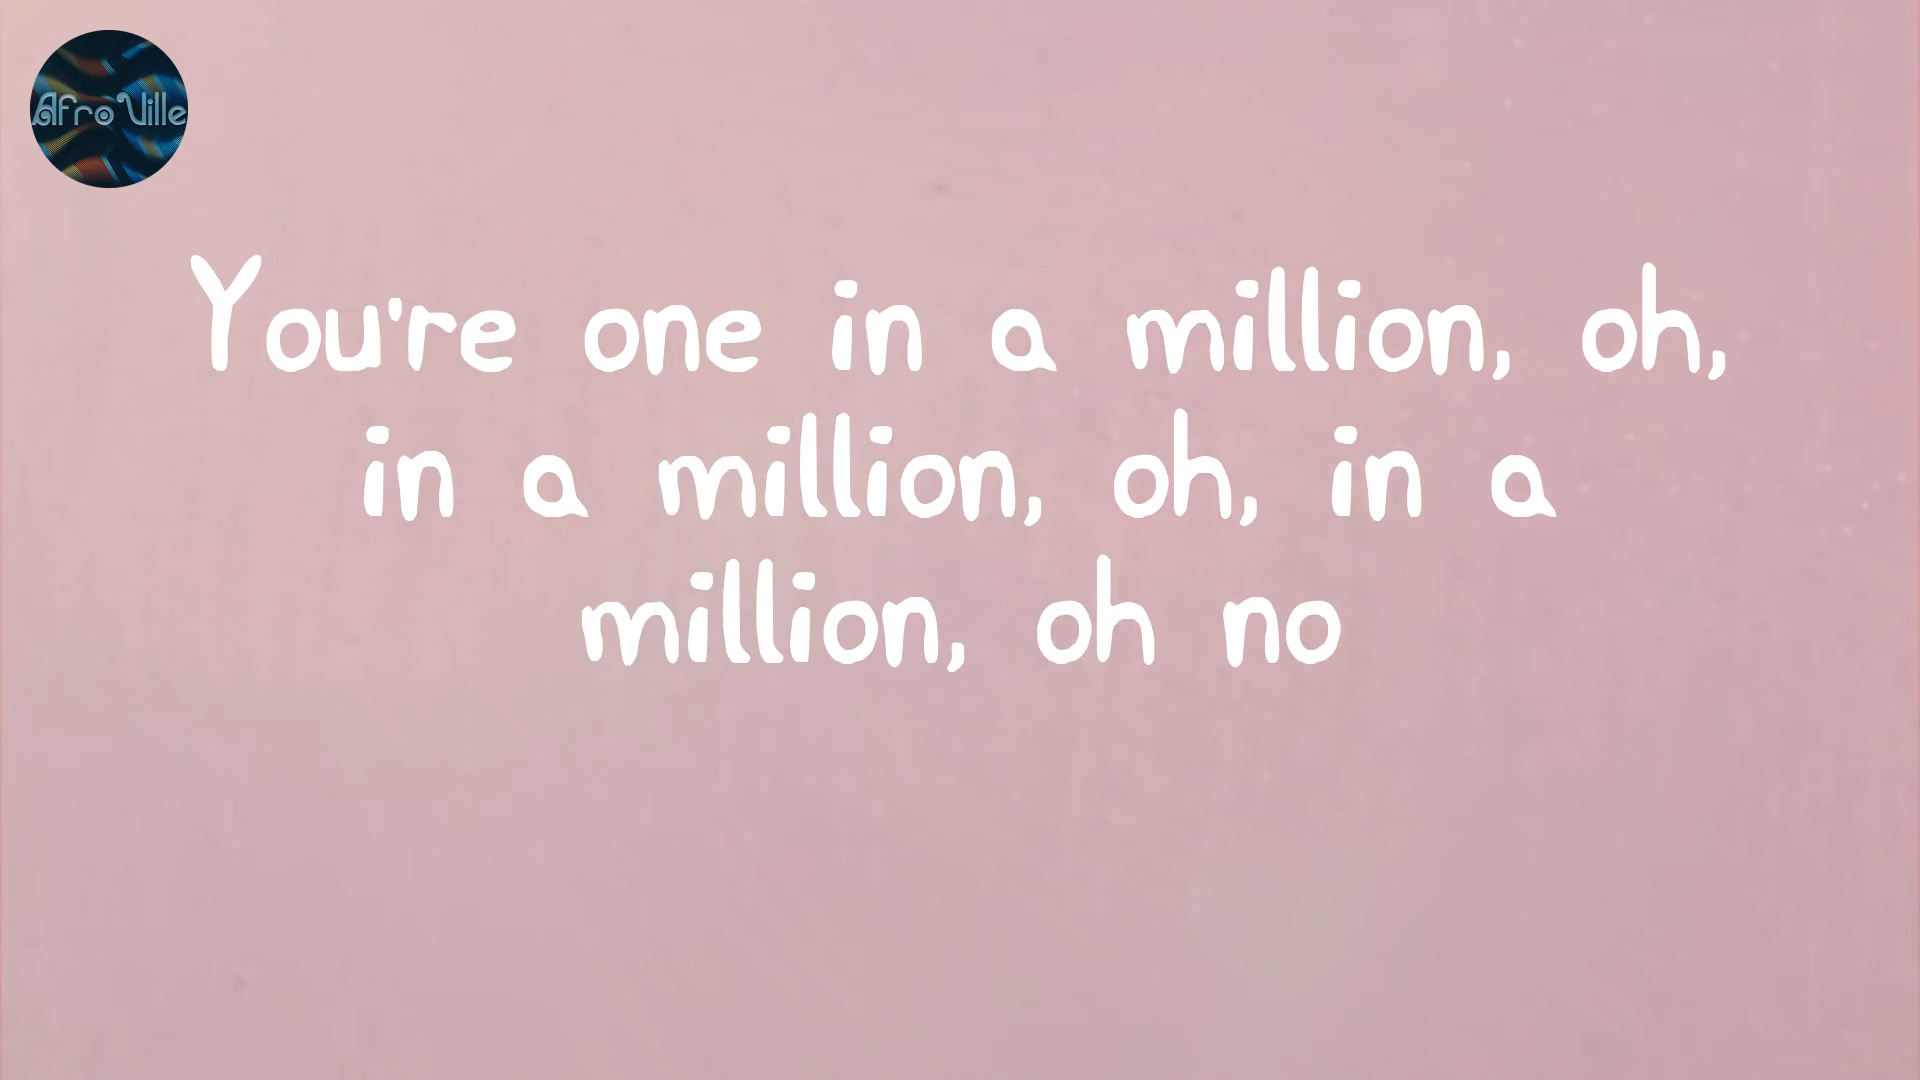 Afro Ville
You're one in a million, oh,
in a million, oh, in a
million, oh no